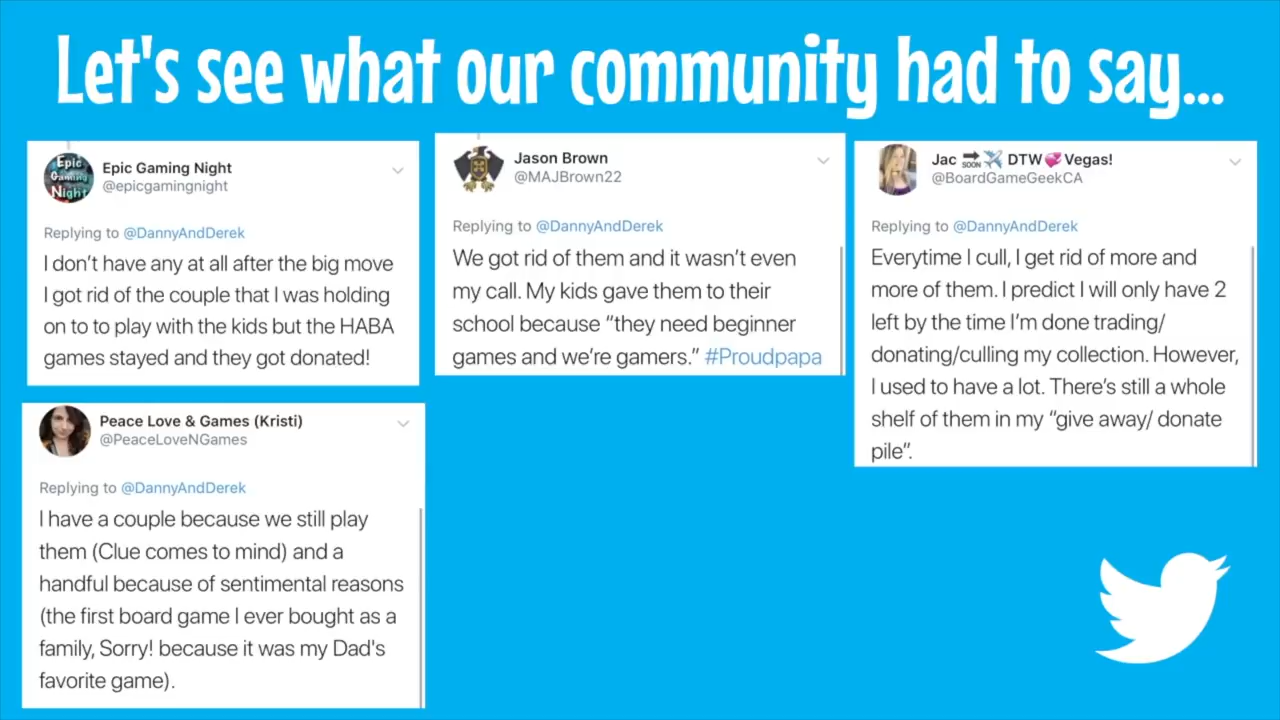 Let's see what our community had to say...
Epic Gaming Night
Epic Gaming Night
@epicgamingnight
Replying to @DannyAndDerek
I don't have any at all after the big move
I got rid of the couple that I was holding
on to to play with the kids but the HABA
games stayed and they got donated!
Jason Brown
@MAJBrown22
Replying to @DannyAndDerek
We got rid of them and it wasn't even
my call. My kids gave them to their
school because “they need beginner
games and we're gamers.” #Proudpapa
Jac 🔜✈️ DTW💞Vegas!
@BoardGameGeekCA
Replying to @DannyAndDerek
Everytime I cull, I get rid of more and
more of them. I predict I will only have 2
left by the time I'm done trading/
donating/culling my collection. However,
I used to have a lot. There's still a whole
shelf of them in my “give away/ donate
pile”.
Peace Love & Games (Kristi)
@PeaceLoveNGames
Replying to @DannyAndDerek
I have a couple because we still play
them (Clue comes to mind) and a
handful because of sentimental reasons
(the first board game I ever bought as a
family, Sorry! because it was my Dad's
favorite game).